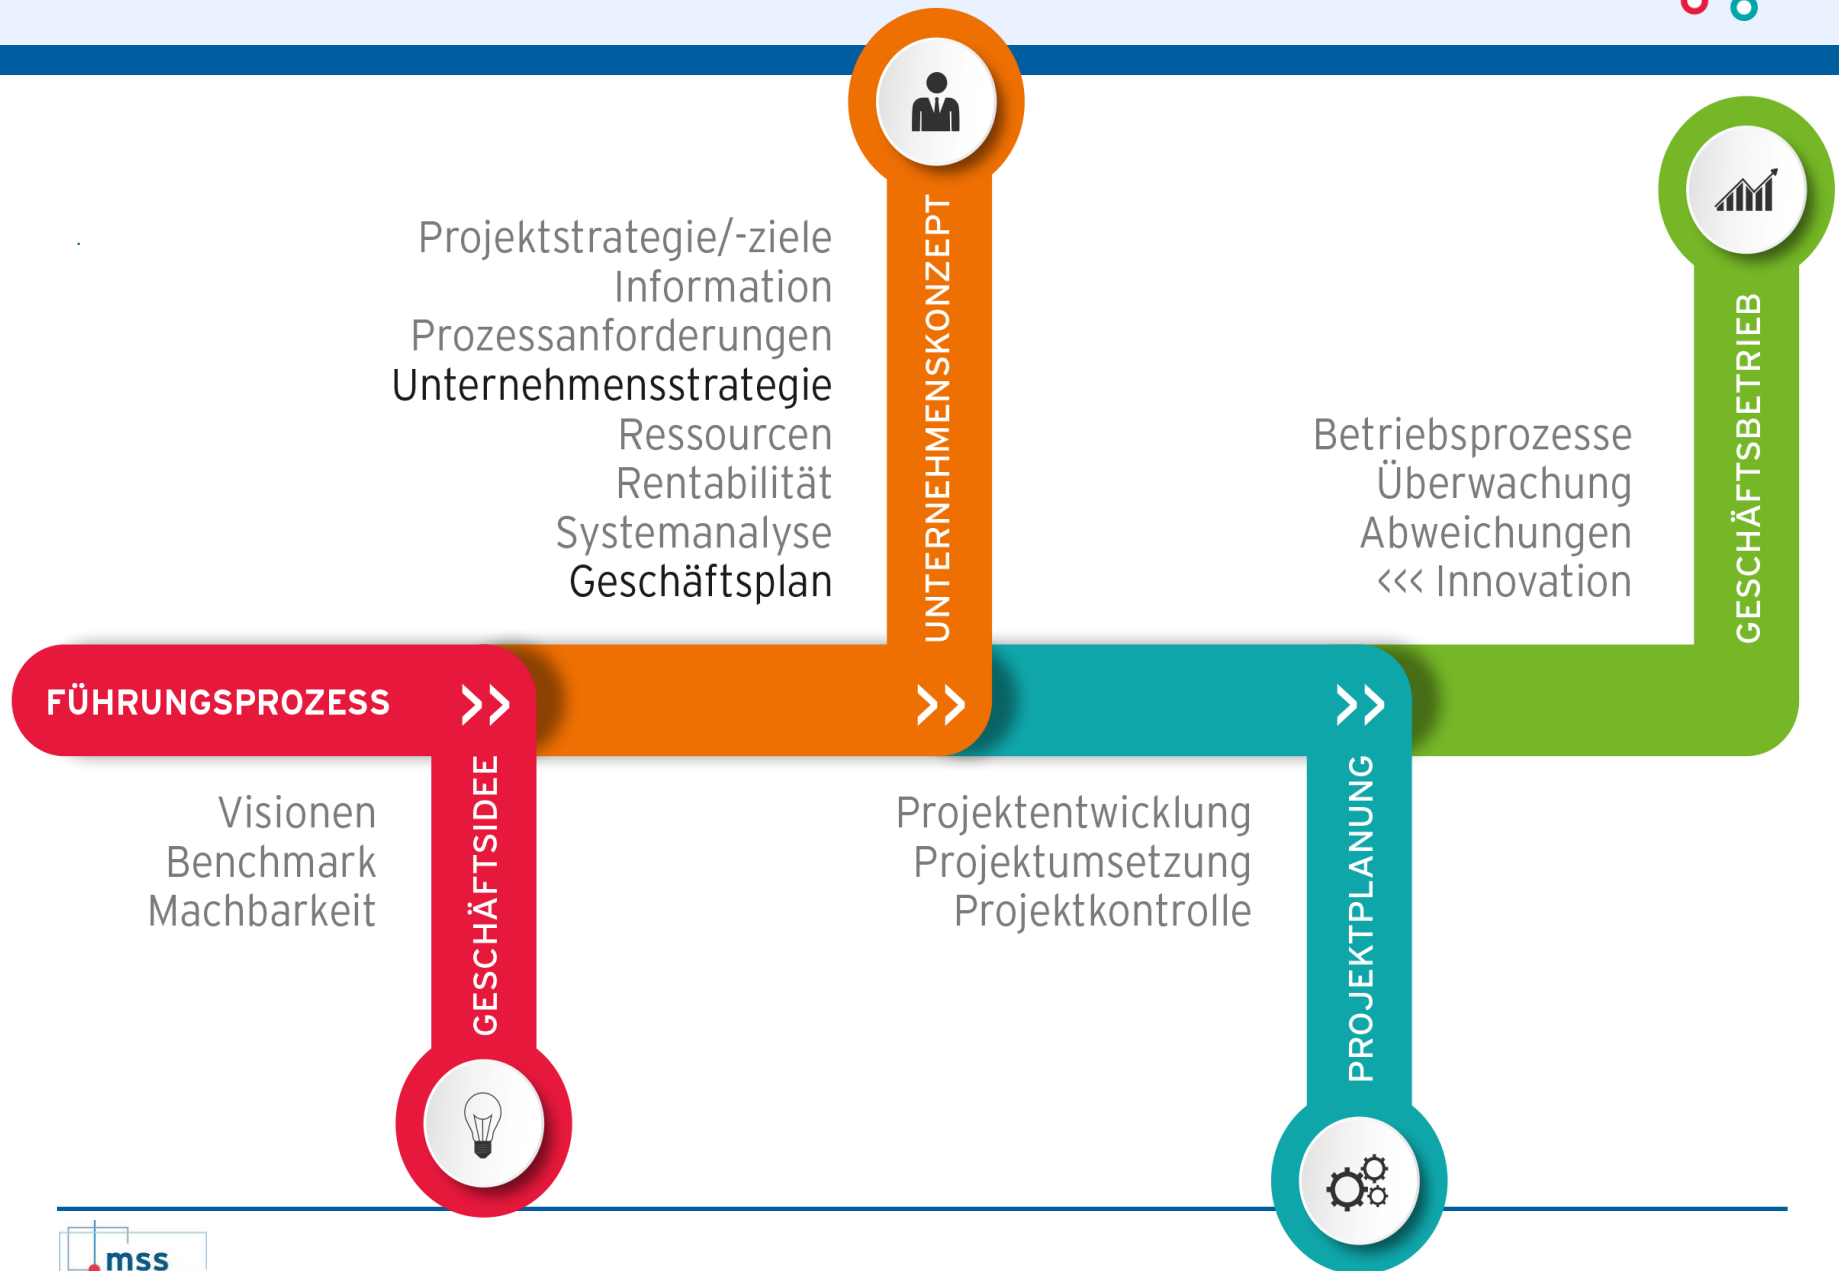 FÜHRUNGSPROZESS
>>
GESCHÄFTSIDEE
Visionen
Benchmark
Machbarkeit
>>
UNTERNEHMENSKONZEPT
Projektstrategie/-ziele
Information
Prozessanforderungen
Unternehmensstrategie
Ressourcen
Rentabilität
Systemanalyse
Geschäftsplan
>>
PROJEKTPLANUNG
Projektentwicklung
Projektumsetzung
Projektkontrolle
GESCHÄFTSBETRIEB
Betriebsprozesse
Überwachung
Abweichungen
<<< Innovation
mss